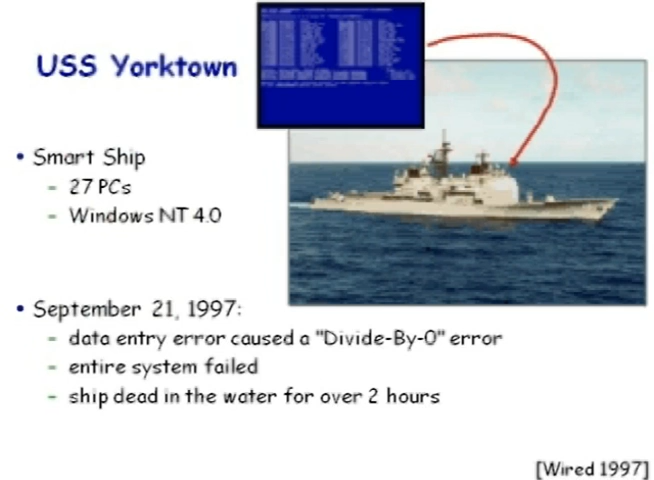 USS Yorktown
• Smart Ship
- 27 PCs
- Windows NT 4.0
• September 21, 1997:
- data entry error caused a "Divide-By-0" error
- entire system failed
- ship dead in the water for over 2 hours
[Wired 1997]